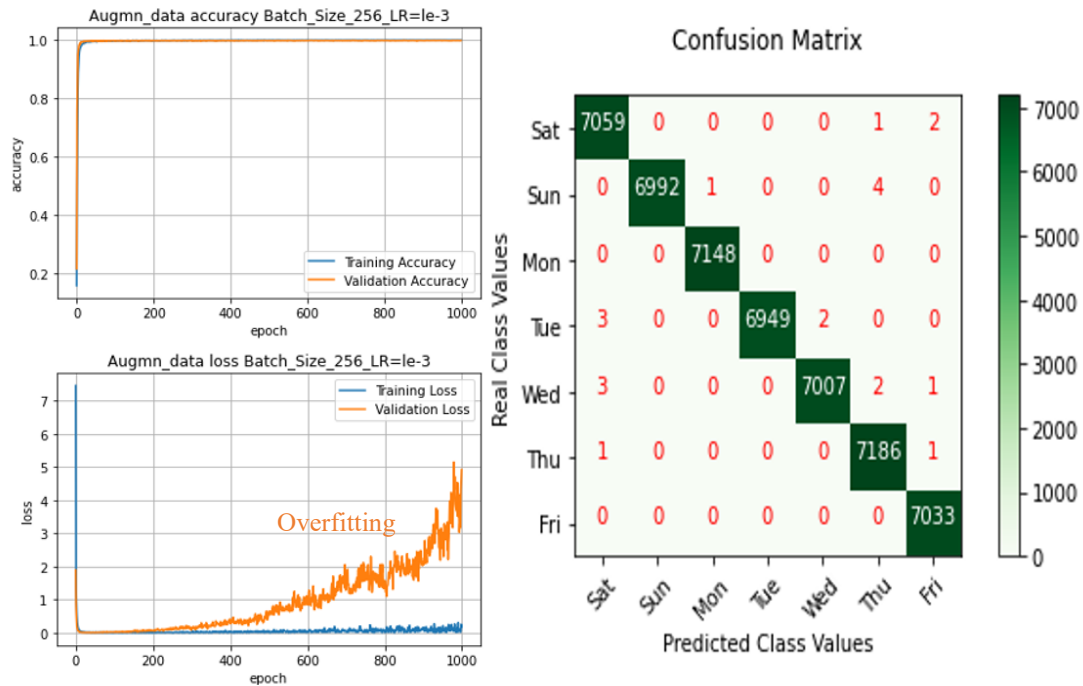 Augmn_data accuracy Batch_Size_256_LR=le-3
1.0
0.8
0.6
0.4
0.2
accuracy
Training Accuracy
Validation Accuracy
0 200 400 600 800 1000
epoch
Augmn_data loss Batch_Size_256_LR=le-3
7
6
5
4
3
2
1
0
loss
Training Loss
Validation Loss
Overfitting
0 200 400 600 800 1000
epoch
Confusion Matrix
Real Class Values
Sat 7059 0 0 0 0 1 2
Sun 0 6992 1 0 0 4 0
Mon 0 0 7148 0 0 0 0
Tue 3 0 0 6949 2 0 0
Wed 3 0 0 0 7007 2 1
Thu 1 0 0 0 0 7186 1
Fri 0 0 0 0 0 0 7033
Sat Sun Mon Tue Wed Thu Fri
Predicted Class Values
7000
6000
5000
4000
3000
2000
1000
0